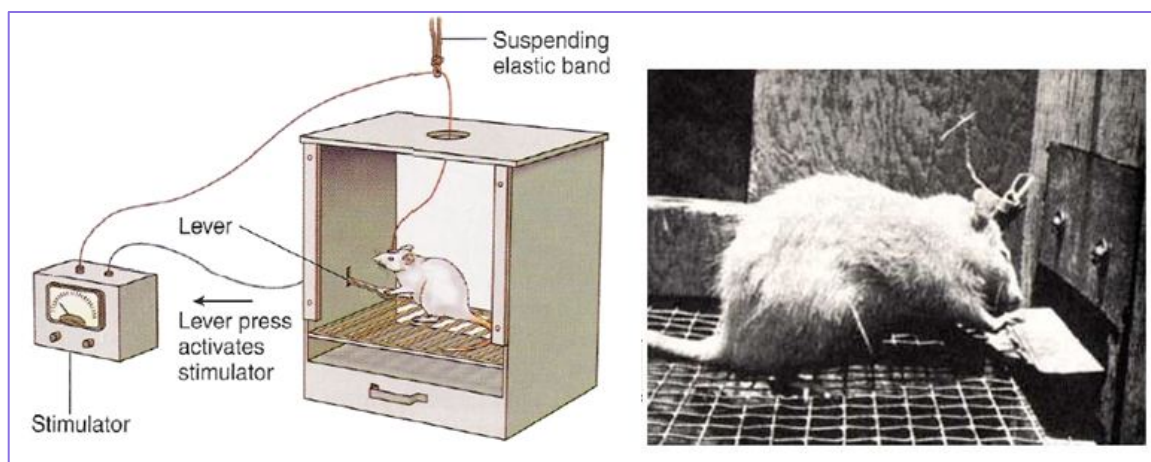 Suspending
elastic band
Lever
Lever press
activates
stimulator
Stimulator